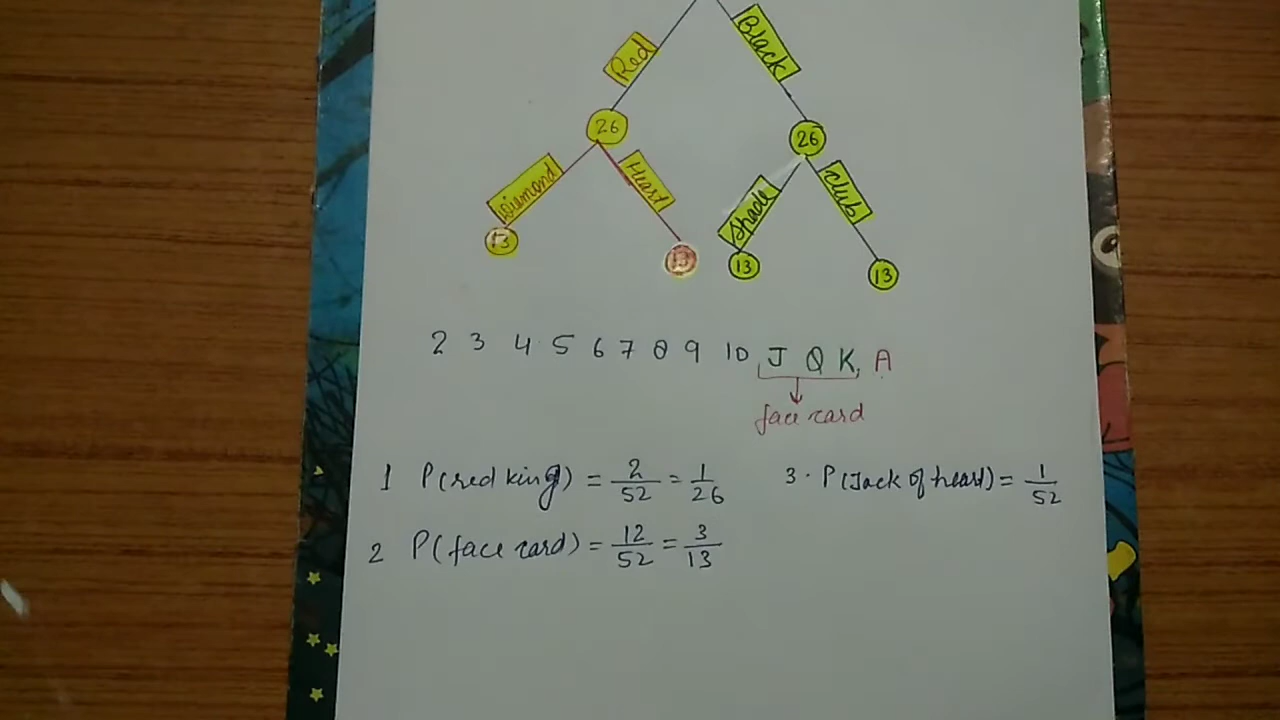 Red Black
26 26
Diamond Heart Spade Club
13 13 13 13
2 3 4 5 6 7 8 9 10, J Q K, A
face card
1 P(red king) = 2/52 = 1/26
3. P(Jack of heart) = 1/52
2 P(face card) = 12/52 = 3/13